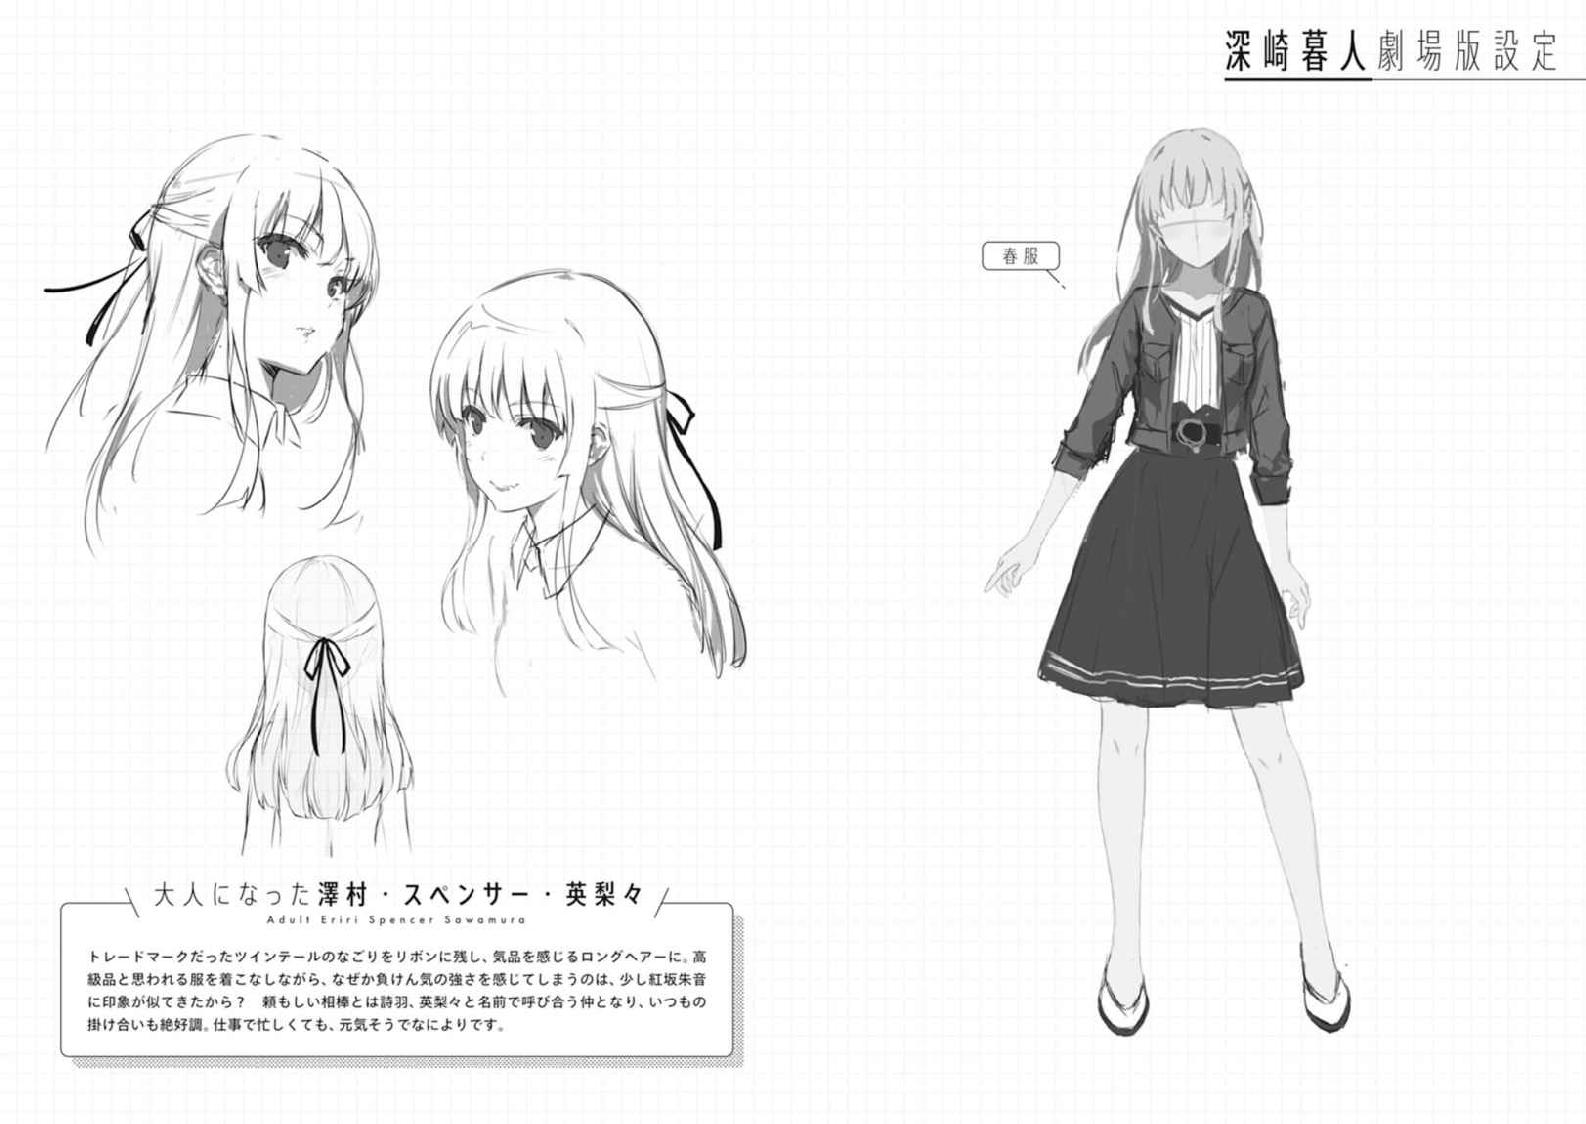 深崎暮人劇場版設定
春服
大人になった澤村・スペンサー・英梨々
Adult Eriri Spencer Sawamura
トレードマークだったツインテールのなごりをリボンに残し、気品を感じるロングヘアーに。高
級品と思われる服を着こなしながら、なぜか負けん気の強さを感じてしまうのは、少し紅坂朱音
に印象が似てきたから？　頼もしい相棒とは詩羽、英梨々と名前で呼び合う仲となり、いつもの
掛け合いも絶好調。仕事で忙しくても、元気そうでなによりです。